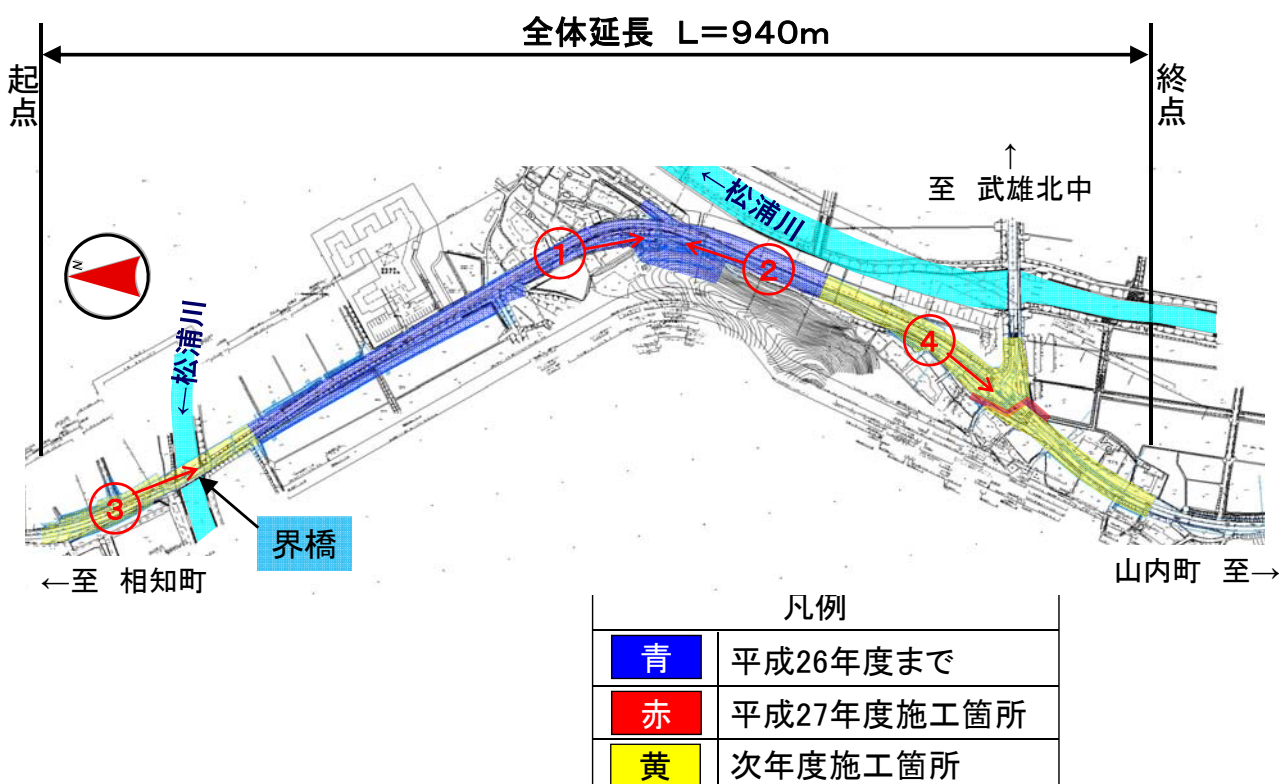 全体延長 L=940m
起点
終点
↑
至 武雄北中
←松浦川
①
②
N
←松浦川
④
③
界橋
←至 相知町
山内町 至→
凡例
青 平成26年度まで
赤 平成27年度施工箇所
黄 次年度施工箇所